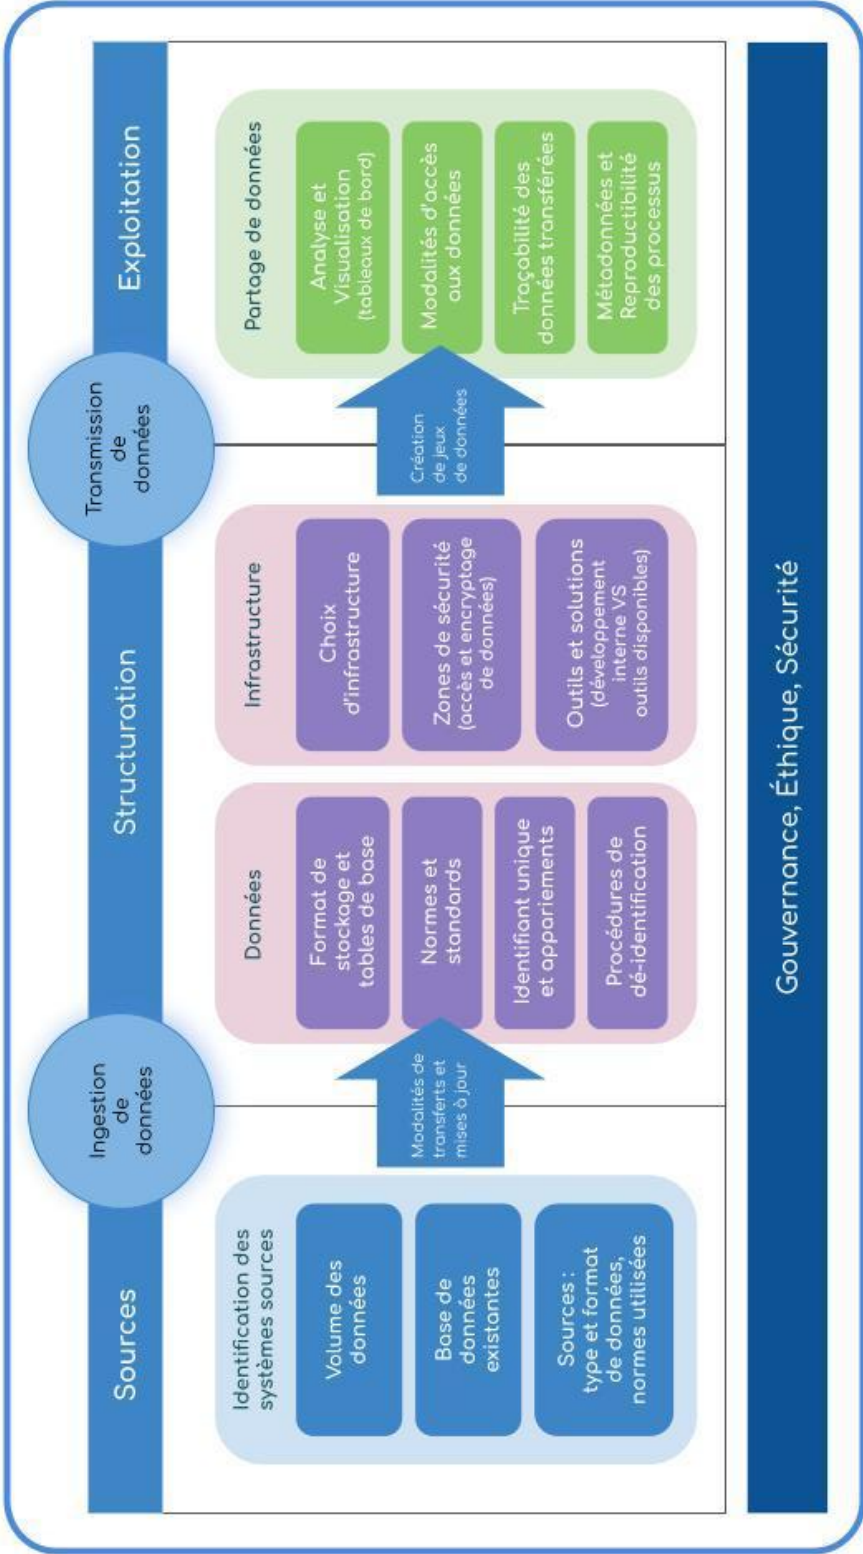 Sources
Ingestion
de
données
Structuration
Transmission
de
données
Exploitation
Identification des
systèmes sources
Volume des
données
Base de
données
existantes
Sources :
type et format
de données,
normes utilisées
Modalités de
transferts et
mises à jour
Données
Format de
stockage et
tables de base
Normes et
standards
Identifiant unique
et appariements
Procédures de
dé-identification
Infrastructure
Choix
d'infrastructure
Zones de sécurité
(accès et encryptage
de données)
Outils et solutions
(développement
interne VS
outils disponibles)
Création
de jeux
de données
Partage de données
Analyse et
Visualisation
(tableaux de bord)
Modalités d'accès
aux données
Traçabilité des
données transférées
Métadonnées et
Reproductibilité
des processus
Gouvernance, Éthique, Sécurité